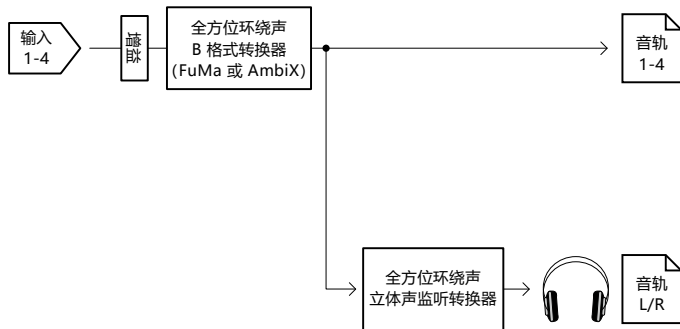 输入
1-4
增益
全方位环绕声
B 格式转换器
(FuMa 或 AmbiX)
音轨
1-4
全方位环绕声
立体声监听转换器
音轨
L/R